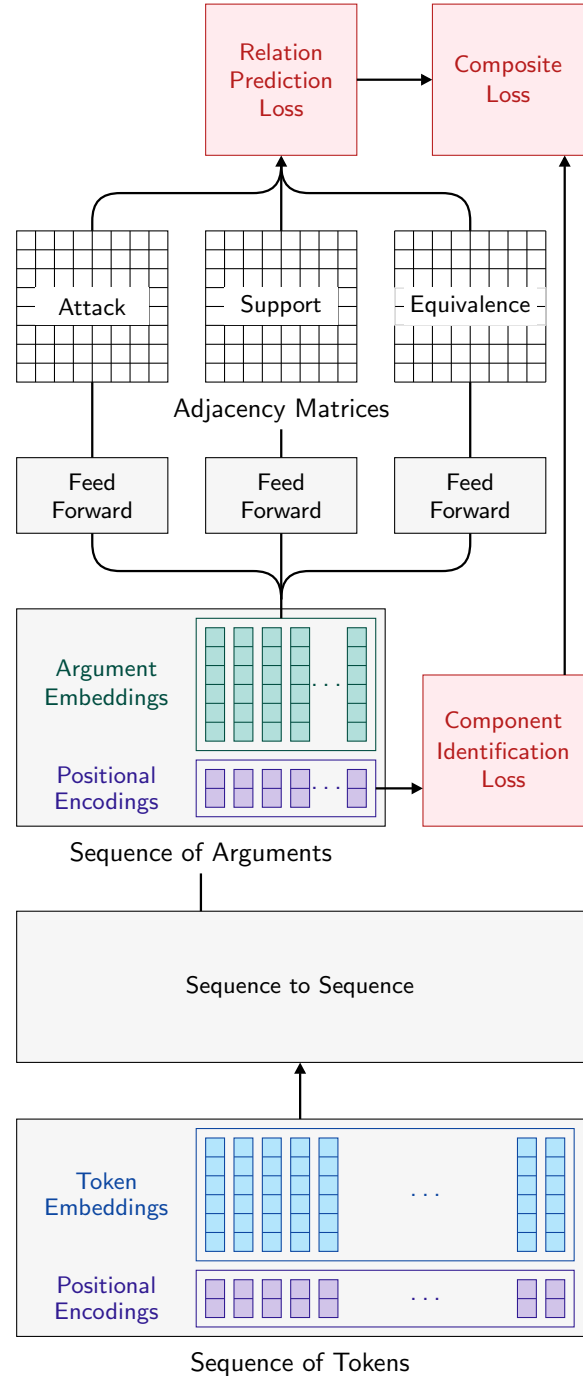 Relation
Prediction
Loss
Composite
Loss
Attack
Support
Equivalence
Adjacency Matrices
Feed
Forward
Feed
Forward
Feed
Forward
Argument
Embeddings
. . .
Positional
Encodings
. . .
Component
Identification
Loss
Sequence of Arguments
Sequence to Sequence
Token
Embeddings
. . .
Positional
Encodings
. . .
Sequence of Tokens